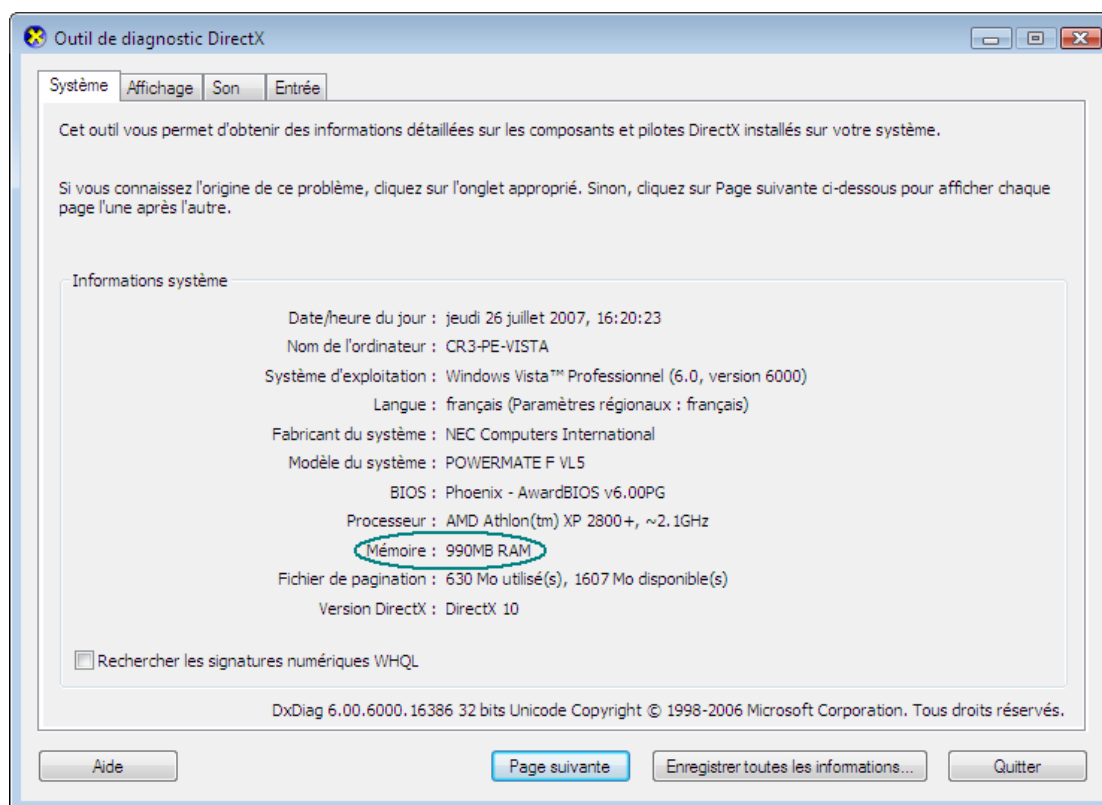 Outil de diagnostic DirectX
Système Affichage Son Entrée
Cet outil vous permet d'obtenir des informations détaillées sur les composants et pilotes DirectX installés sur votre système.
Si vous connaissez l'origine de ce problème, cliquez sur l'onglet approprié. Sinon, cliquez sur Page suivante ci-dessous pour afficher chaque
page l'une après l'autre.
Informations système
Date/heure du jour : jeudi 26 juillet 2007, 16:20:23
Nom de l'ordinateur : CR3-PE-VISTA
Système d'exploitation : Windows Vista™ Professionnel (6.0, version 6000)
Langue : français (Paramètres régionaux : français)
Fabricant du système : NEC Computers International
Modèle du système : POWERMATE F VL5
BIOS : Phoenix - AwardBIOS v6.00PG
Processeur : AMD Athlon(tm) XP 2800+, ~2.1GHz
Mémoire : 990MB RAM
Fichier de pagination : 630 Mo utilisé(s), 1607 Mo disponible(s)
Version DirectX : DirectX 10
Rechercher les signatures numériques WHQL
DxDiag 6.00.6000.16386 32 bits Unicode Copyright © 1998-2006 Microsoft Corporation. Tous droits réservés.
Aide Page suivante Enregistrer toutes les informations... Quitter